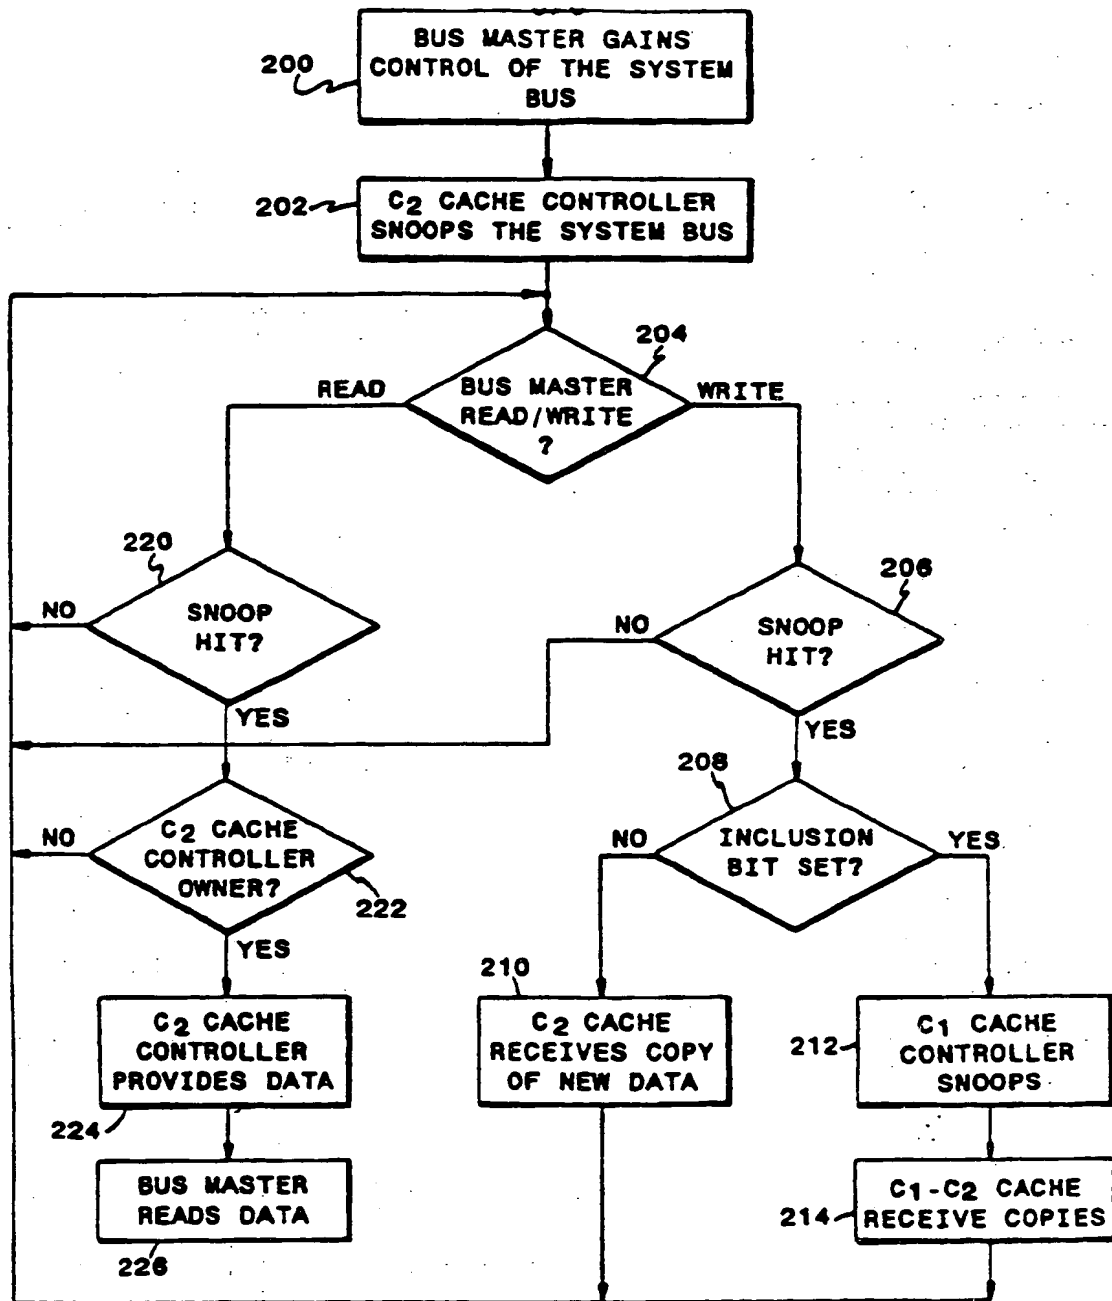 BUS MASTER GAINS
CONTROL OF THE SYSTEM
BUS
200
C2 CACHE CONTROLLER
SNOOPS THE SYSTEM BUS
202
204
READ
BUS MASTER
READ/WRITE
?
WRITE
220
NO
SNOOP
HIT?
YES
206
NO
SNOOP
HIT?
YES
208
NO
C2 CACHE
CONTROLLER
OWNER?
222
YES
NO
INCLUSION
BIT SET?
YES
210
C2 CACHE
CONTROLLER
PROVIDES DATA
224
C2 CACHE
RECEIVES COPY
OF NEW DATA
212
C1 CACHE
CONTROLLER
SNOOPS
BUS MASTER
READS DATA
226
214
C1-C2 CACHE
RECEIVE COPIES